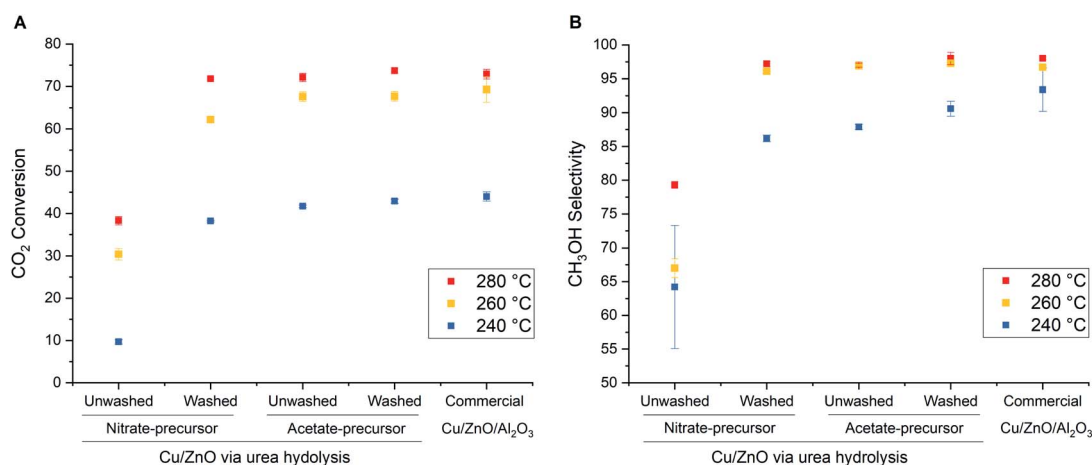 A
CO₂ Conversion
80
70
60
50
40
30
20
10
0
280 °C
260 °C
240 °C
Unwashed Washed Unwashed Washed Commercial
Nitrate-precursor Acetate-precursor Cu/ZnO/Al₂O₃
Cu/ZnO via urea hydolysis
B
CH₃OH Selectivity
100
95
90
85
80
75
70
65
60
55
50
280 °C
260 °C
240 °C
Unwashed Washed Unwashed Washed Commercial
Nitrate-precursor Acetate-precursor Cu/ZnO/Al₂O₃
Cu/ZnO via urea hydrolysis